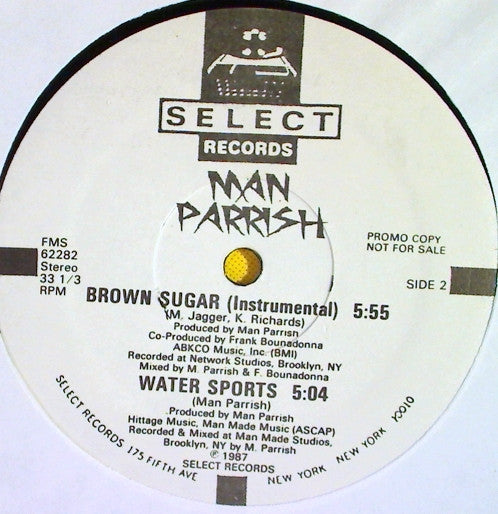 SELECT
RECORDS
MAN
PARRISH
FMS
62282
Stereo
33 1/3
RPM
PROMO COPY
NOT FOR SALE
SIDE 2
BROWN SUGAR (Instrumental) 5:55
(M. Jagger, K. Richards)
Produced by Man Parrish
Co-Produced by Frank Bounadonna
ABKCO Music, Inc. (BMI)
Recorded at Network Studios, Brooklyn, NY
Mixed by M. Parrish & F. Bounadonna
WATER SPORTS 5:04
(Man Parrish)
Produced by Man Parrish
Hittage Music, Man Made Music (ASCAP)
Recorded & Mixed at Man Made Studios,
Brooklyn, NY by M. Parrish
℗ 1987
SELECT RECORDS
SELECT RECORDS 175 FIFTH AVE NEW YORK NEW YORK 10010